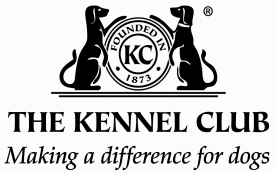 ®
FOUNDED IN
KC
· 1873 ·
THE KENNEL CLUB
Making a difference for dogs